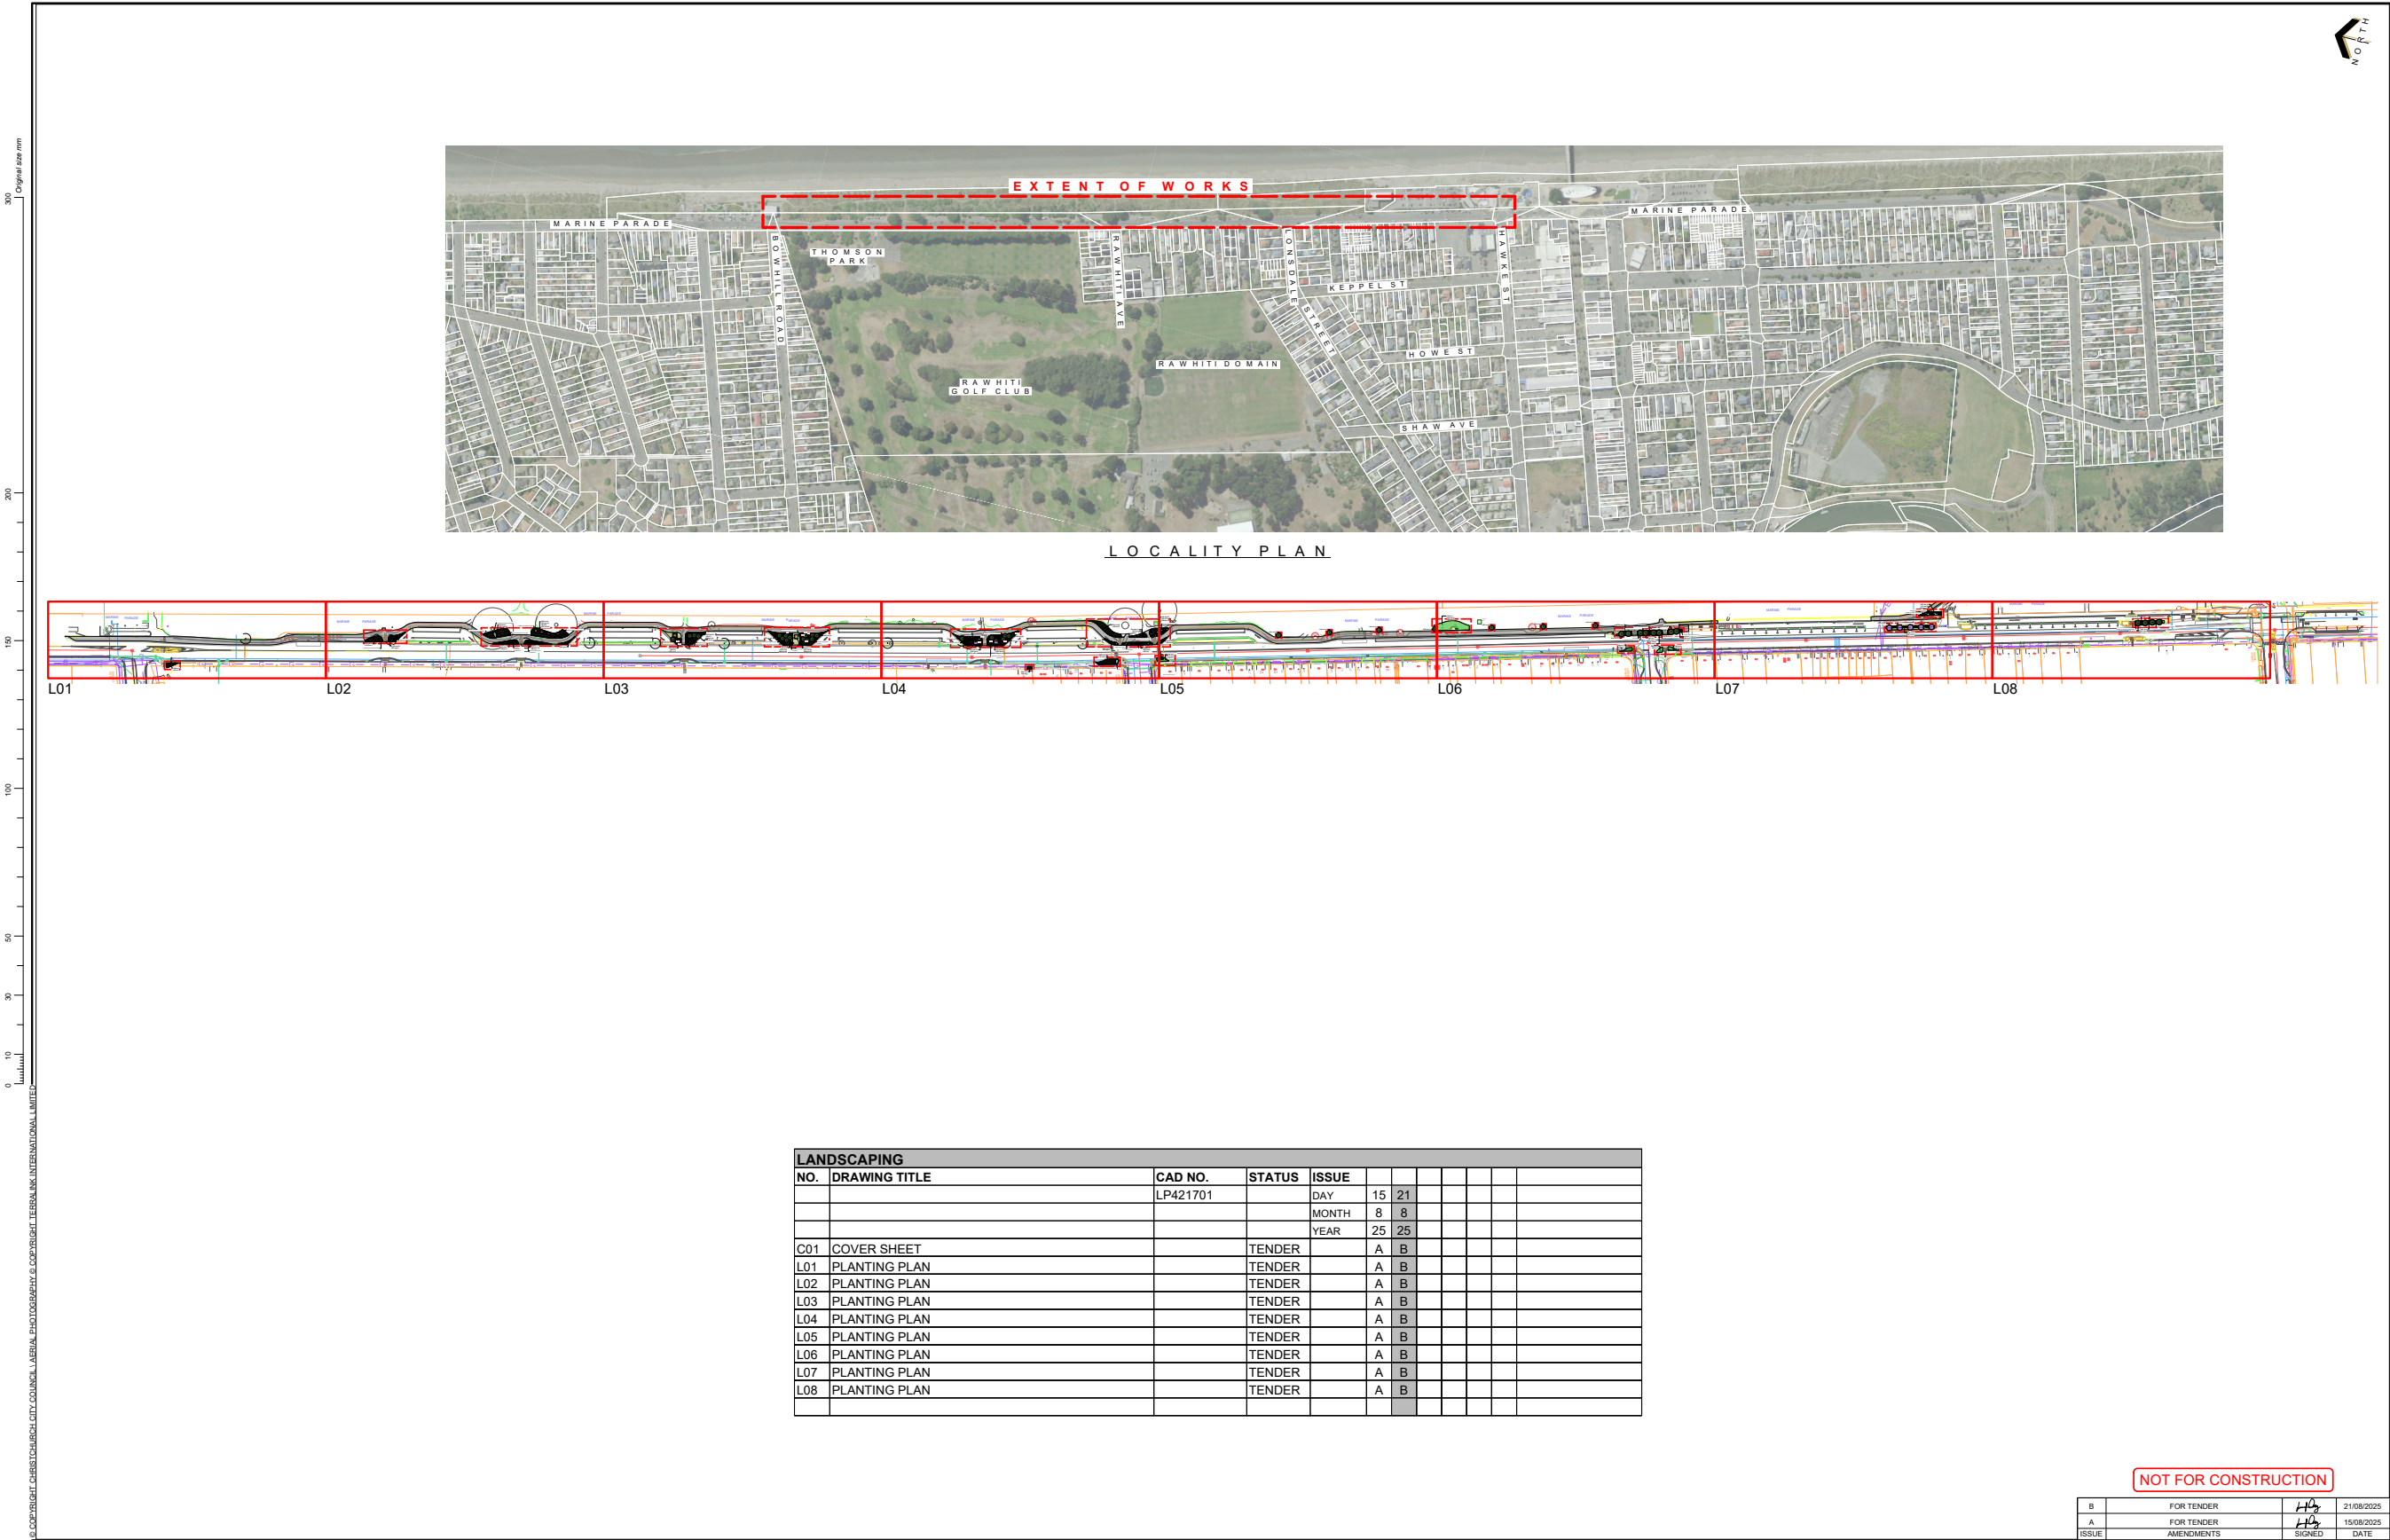 NORTH
Original size mm
300
200
150
100
50
30
10
0
© COPYRIGHT CHRISTCHURCH CITY COUNCIL \ AERIAL PHOTOGRAPHY © COPYRIGHT TERRALINK INTERNATIONAL LIMITED
EXTENT OF WORKS
MARINE PARADE
MARINE PARADE
BOWHILL ROAD
THOMSON
PARK
RAWHITI AVE
LONSDALE STREET
HAWKE ST
KEPPEL ST
HOWE ST
RAWHITI DOMAIN
RAWHITI
GOLF CLUB
SHAW AVE
LOCALITY PLAN
L01 L02 L03 L04 L05 L06 L07 L08
LANDSCAPING
NO. DRAWING TITLE CAD NO. STATUS ISSUE
LP421701 DAY 15 21
MONTH 8 8
YEAR 25 25
C01 COVER SHEET TENDER A B
L01 PLANTING PLAN TENDER A B
L02 PLANTING PLAN TENDER A B
L03 PLANTING PLAN TENDER A B
L04 PLANTING PLAN TENDER A B
L05 PLANTING PLAN TENDER A B
L06 PLANTING PLAN TENDER A B
L07 PLANTING PLAN TENDER A B
L08 PLANTING PLAN TENDER A B
NOT FOR CONSTRUCTION
B FOR TENDER 21/08/2025
A FOR TENDER 15/08/2025
ISSUE AMENDMENTS SIGNED DATE